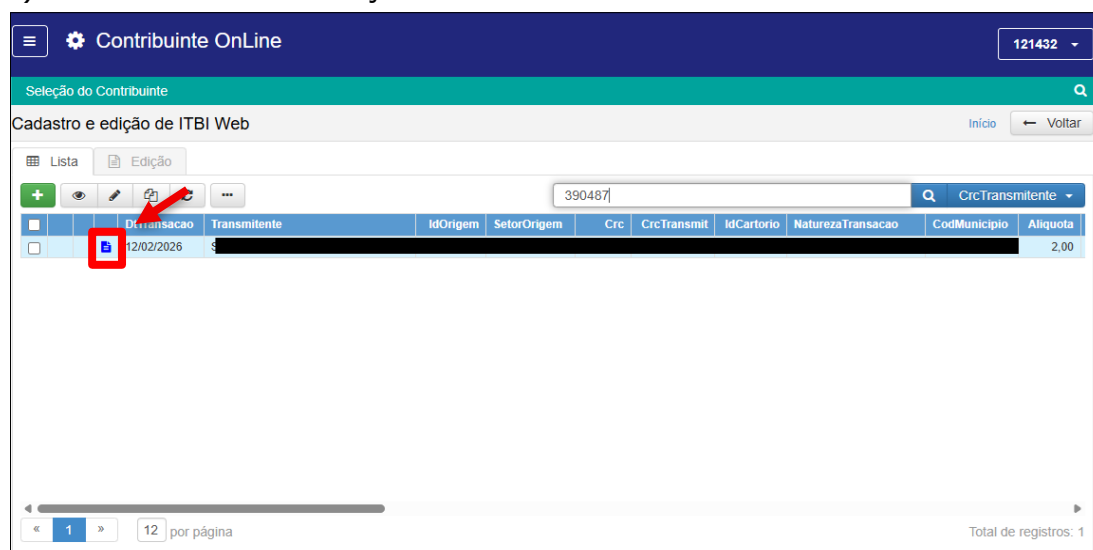 Contribuinte OnLine
121432
Seleção do Contribuinte
Cadastro e edição de ITBI Web
Início
Voltar
Lista
Edição
390487
CrcTransmitente
Transmitente
IdOrigem
SetorOrigem
Crc
CrcTransmit
IdCartorio
NaturezaTransacao
CodMunicipio
Aliquota
12/02/2026
2,00
« 1 » 12 por página
Total de registros: 1